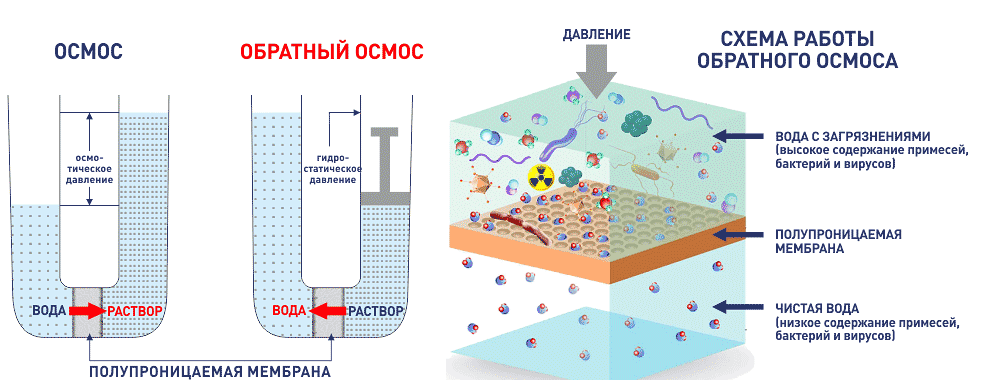 ОСМОС
осмо-
тическое
давление
ВОДА
РАСТВОР
ОБРАТНЫЙ ОСМОС
гидро-
статическое
давление
ВОДА
РАСТВОР
ПОЛУПРОНИЦАЕМАЯ МЕМБРАНА
ДАВЛЕНИЕ
СХЕМА РАБОТЫ
ОБРАТНОГО ОСМОСА
ВОДА С ЗАГРЯЗНЕНИЯМИ
(высокое содержание примесей,
бактерий и вирусов)
ПОЛУПРОНИЦАЕМАЯ
МЕМБРАНА
ЧИСТАЯ ВОДА
(низкое содержание примесей,
бактерий и вирусов)